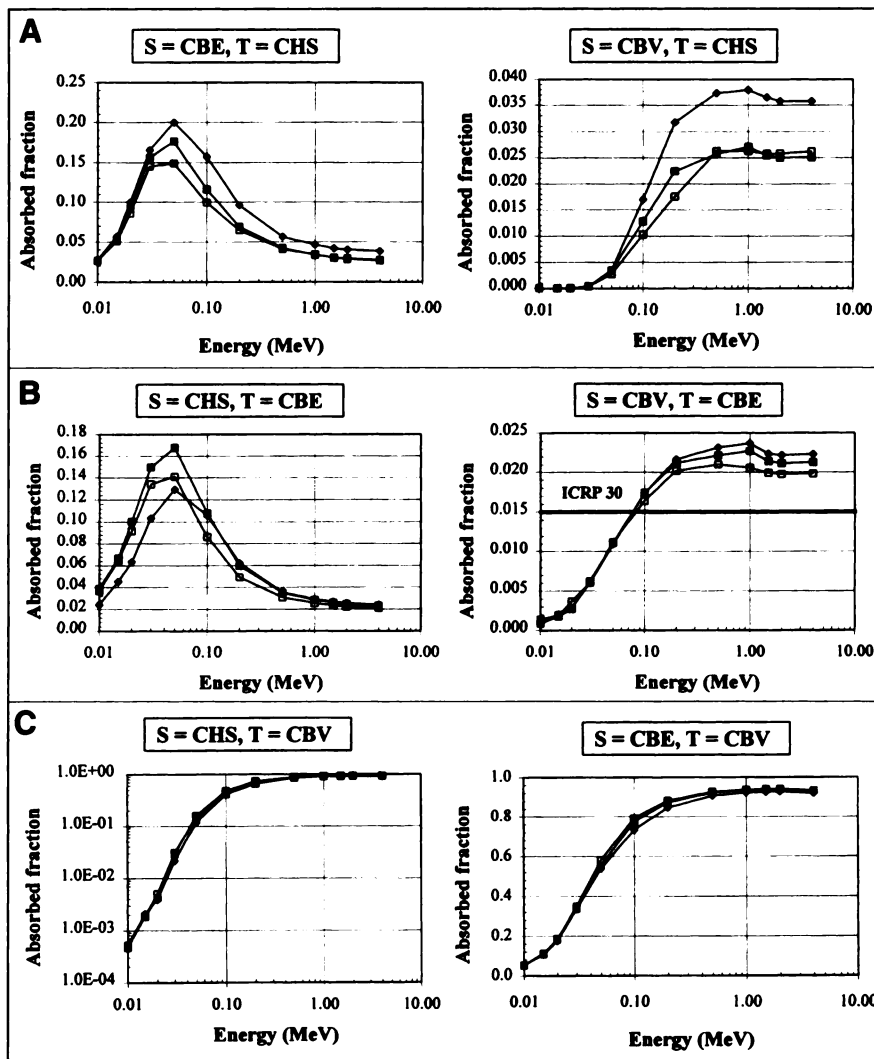 A
S = CBE, T = CHS
Absorbed fraction
0.25
0.20
0.15
0.10
0.05
0.00
0.01 0.10 1.00 10.00
Energy (MeV)
S = CBV, T = CHS
Absorbed fraction
0.040
0.035
0.030
0.025
0.020
0.015
0.010
0.005
0.000
0.01 0.10 1.00 10.00
Energy (MeV)
B
S = CHS, T = CBE
Absorbed fraction
0.18
0.16
0.14
0.12
0.10
0.08
0.06
0.04
0.02
0.00
0.01 0.10 1.00 10.00
Energy (MeV)
S = CBV, T = CBE
Absorbed fraction
0.025
0.020
0.015
0.010
0.005
0.000
ICRP 30
0.01 0.10 1.00 10.00
Energy (MeV)
C
S = CHS, T = CBV
Absorbed fraction
1.0E+00
1.0E-01
1.0E-02
1.0E-03
1.0E-04
0.01 0.10 1.00 10.00
Energy (MeV)
S = CBE, T = CBV
Absorbed fraction
1.0
0.8
0.6
0.4
0.2
0.0
0.01 0.10 1.00 10.00
Energy (MeV)